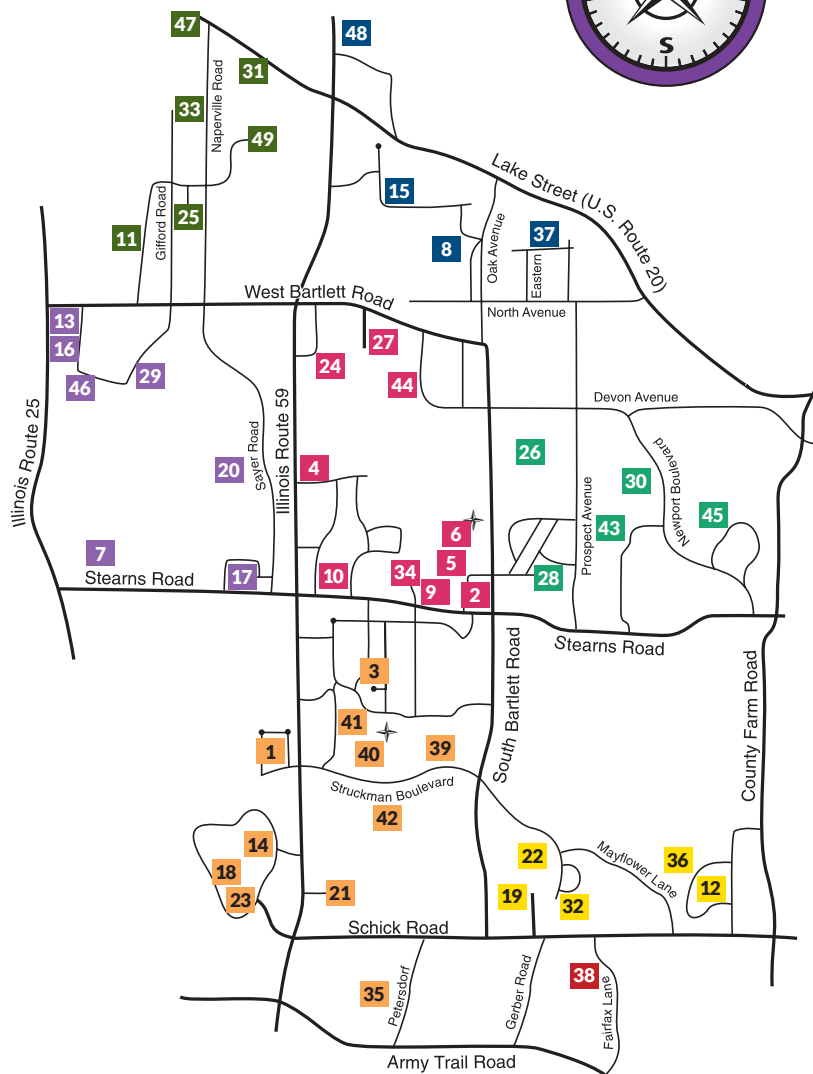 47
48
S
31
Naperville Road
33
49
Lake Street (U.S. Route 20)
15
Gifford Road
25
11
37
8
Oak Avenue
Eastern
West Bartlett Road
North Avenue
13
16
27
24
46
29
44
Illinois Route 25
Illinois Route 59
Devon Avenue
Sayer Road
20
4
26
30
Newport Boulevard
45
Prospect Avenue
43
6
7
5
Stearns Road
17
10
34
9
2
28
Stearns Road
South Bartlett Road
County Farm Road
3
41
1
40
39
Struckman Boulevard
42
14
22
Mayflower Lane
36
18
12
23
21
19
32
Schick Road
38
35
Petersdorf
Gerber Road
Fairfax Lane
Army Trail Road